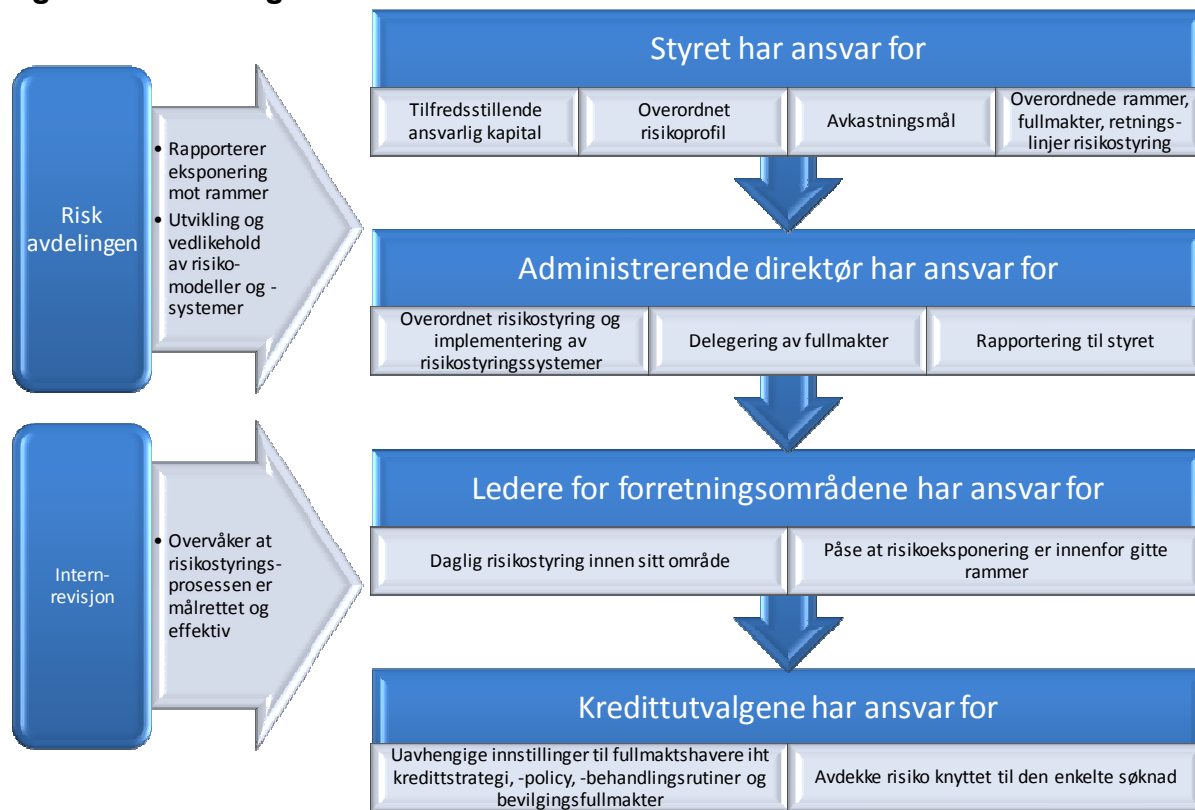 Styret har ansvar for
Tilfredsstillende
ansvarlig kapital
Overordnet
risikoprofil
Avkastningsmål
Overordnede rammer,
fullmakter, retnings-
linjer risikostyring
Risk
avdelingen
• Rapporterer
eksponering
mot rammer
• Utvikling og
vedlikehold
av risiko-
modeller og -
systemer
Administrerende direktør har ansvar for
Overordnet risikostyring og
implementering av
risikostyringssystemer
Delegering av fullmakter
Rapportering til styret
Intern-
revisjon
• Overvåker at
risikostyrings-
prosessen er
målrettet og
effektiv
Ledere for forretningsområdene har ansvar for
Daglig risikostyring innen sitt område
Påse at risikoeksponering er innenfor gitte
rammer
Kredittutvalgene har ansvar for
Uavhengige innstillinger til fullmaktshavere iht
kredittstrategi, -policy, -behandlingsrutiner og
bevilgingsfullmakter
Avdekke risiko knyttet til den enkelte søknad